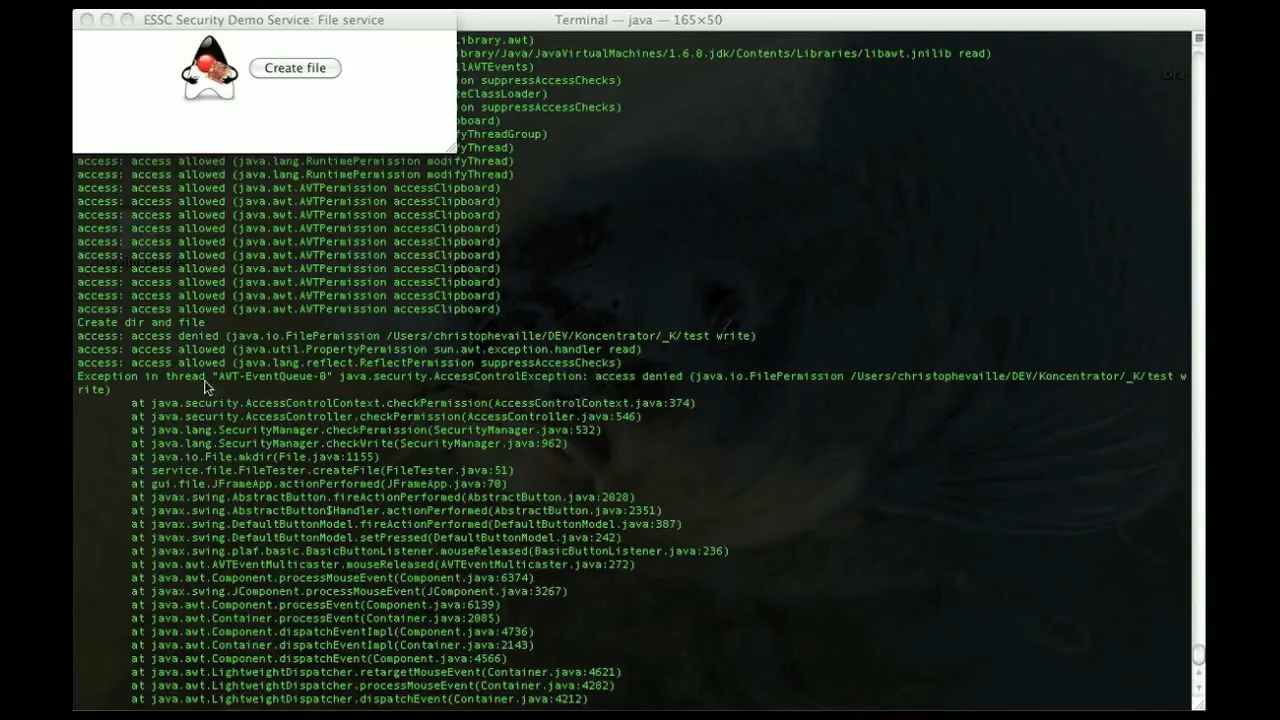 ESSC Security Demo Service: File service
Terminal — java — 165×50
Create file
ibrary.awt)
ibrary/Java/JavaVirtualMachines/1.6.0.jdk/Contents/Libraries/libawt.jnilib read)
llAWTEvents)
ion suppressAccessChecks)
teClassLoader)
ion suppressAccessChecks)
pboard)
fyThreadGroup)
fyThread)
access: access allowed (java.lang.RuntimePermission modifyThread)
access: access allowed (java.lang.RuntimePermission modifyThread)
access: access allowed (java.awt.AWTPermission accessClipboard)
access: access allowed (java.awt.AWTPermission accessClipboard)
access: access allowed (java.awt.AWTPermission accessClipboard)
access: access allowed (java.awt.AWTPermission accessClipboard)
access: access allowed (java.awt.AWTPermission accessClipboard)
access: access allowed (java.awt.AWTPermission accessClipboard)
access: access allowed (java.awt.AWTPermission accessClipboard)
access: access allowed (java.awt.AWTPermission accessClipboard)
access: access allowed (java.awt.AWTPermission accessClipboard)
access: access allowed (java.awt.AWTPermission accessClipboard)
Create dir and file
access: access denied (java.io.FilePermission /Users/christophevaille/DEV/Koncentrator/_K/test write)
access: access allowed (java.util.PropertyPermission sun.awt.exception.handler read)
access: access allowed (java.lang.reflect.ReflectPermission suppressAccessChecks)
Exception in thread "AWT-EventQueue-0" java.security.AccessControlException: access denied (java.io.FilePermission /Users/christophevaille/DEV/Koncentrator/_K/test w
rite)
at java.security.AccessControlContext.checkPermission(AccessControlContext.java:374)
at java.security.AccessController.checkPermission(AccessController.java:546)
at java.lang.SecurityManager.checkPermission(SecurityManager.java:532)
at java.lang.SecurityManager.checkWrite(SecurityManager.java:962)
at java.io.File.mkdir(File.java:1155)
at service.file.FileTester.createFile(FileTester.java:51)
at gui.file.JFrameApp.actionPerformed(JFrameApp.java:70)
at javax.swing.AbstractButton.fireActionPerformed(AbstractButton.java:2028)
at javax.swing.AbstractButton$Handler.actionPerformed(AbstractButton.java:2351)
at javax.swing.DefaultButtonModel.fireActionPerformed(DefaultButtonModel.java:387)
at javax.swing.DefaultButtonModel.setPressed(DefaultButtonModel.java:242)
at javax.swing.plaf.basic.BasicButtonListener.mouseReleased(BasicButtonListener.java:236)
at java.awt.AWTEventMulticaster.mouseReleased(AWTEventMulticaster.java:272)
at java.awt.Component.processMouseEvent(Component.java:6374)
at javax.swing.JComponent.processMouseEvent(JComponent.java:3267)
at java.awt.Component.processEvent(Component.java:6139)
at java.awt.Container.processEvent(Container.java:2085)
at java.awt.Component.dispatchEventImpl(Component.java:4736)
at java.awt.Container.dispatchEventImpl(Container.java:2143)
at java.awt.Component.dispatchEvent(Component.java:4566)
at java.awt.LightweightDispatcher.retargetMouseEvent(Container.java:4621)
at java.awt.LightweightDispatcher.processMouseEvent(Container.java:4282)
at java.awt.LightweightDispatcher.dispatchEvent(Container.java:4212)